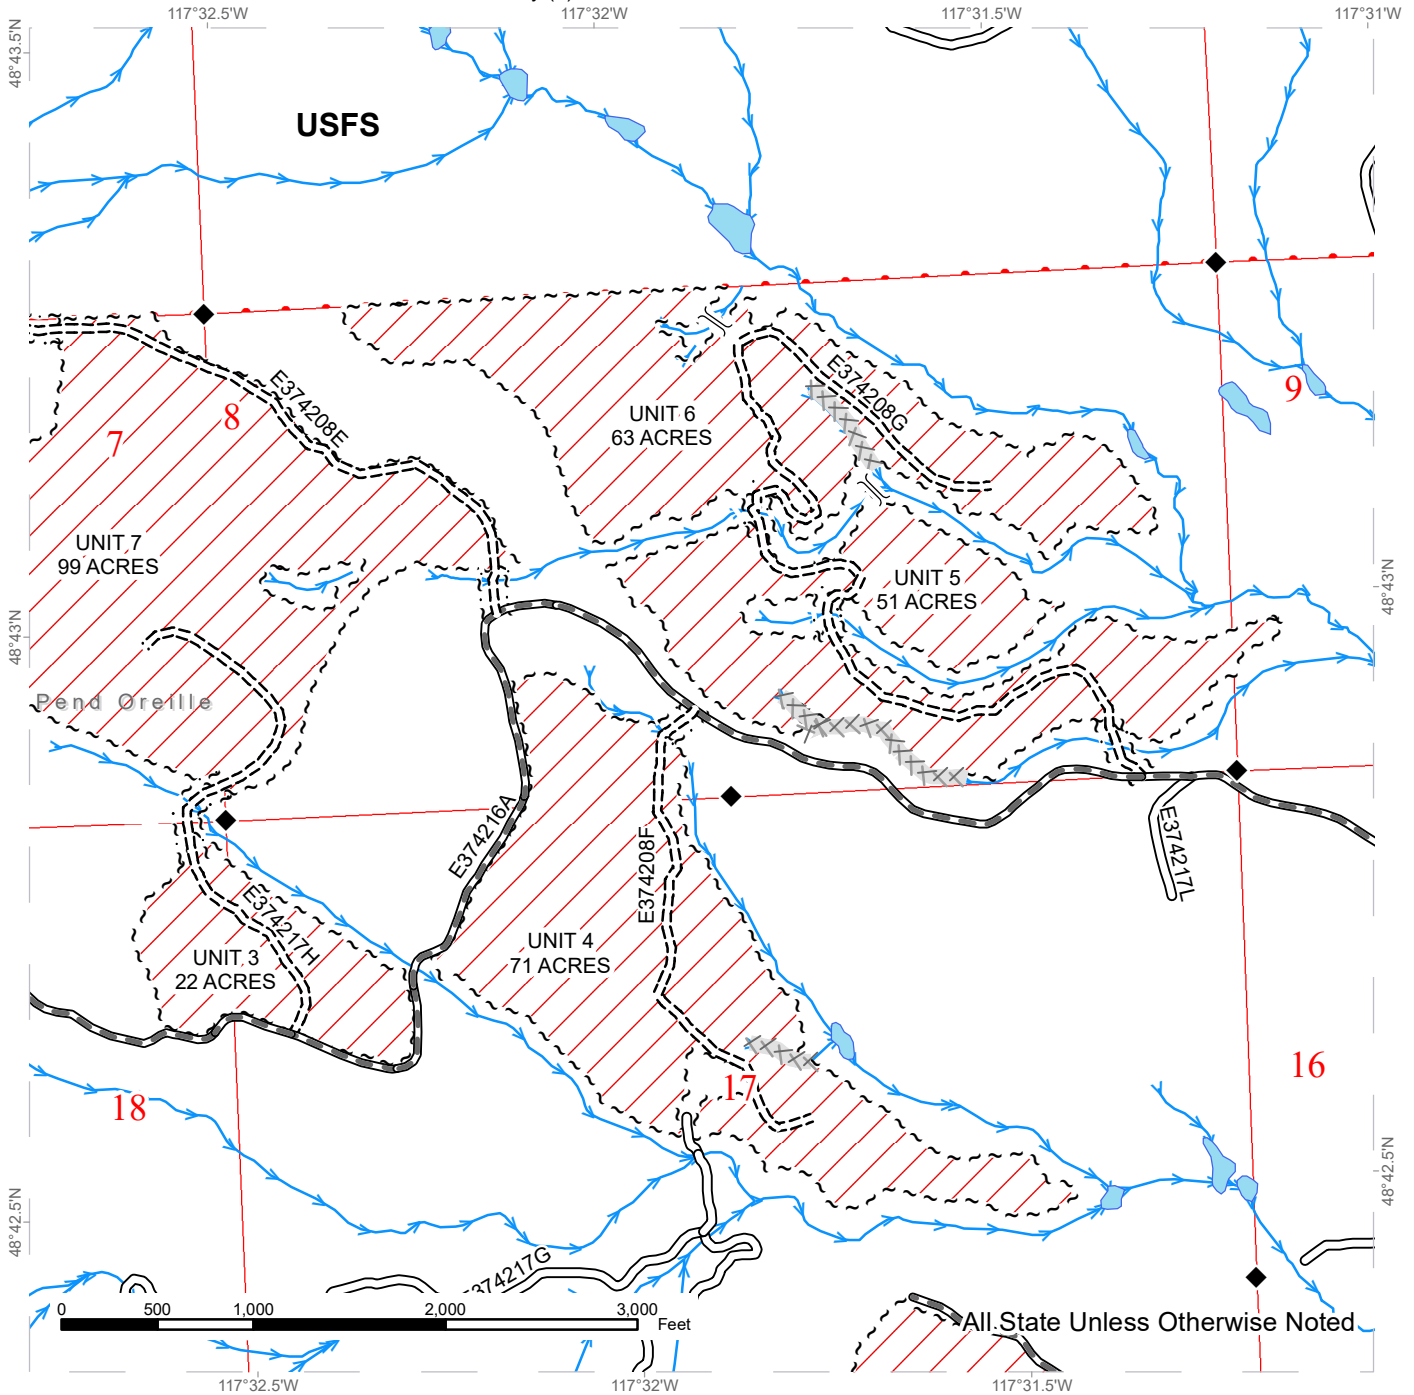 117°32.5'W
117°32'W
117°31.5'W
117°31'W
48°43.5'N
48°43.5'N
USFS
E374208E
E374208G
8
7
9
UNIT 6
63 ACRES
UNIT 7
99 ACRES
UNIT 5
51 ACRES
48°43'N
48°43'N
Pend Oreille
E374216A
E374208F
E374217L
E374217H
UNIT 3
22 ACRES
UNIT 4
71 ACRES
17
16
18
48°42.5'N
48°42.5'N
374217G
0 500 1,000 2,000 3,000
Feet
All State Unless Otherwise Noted
117°32.5'W
117°32'W
117°31.5'W